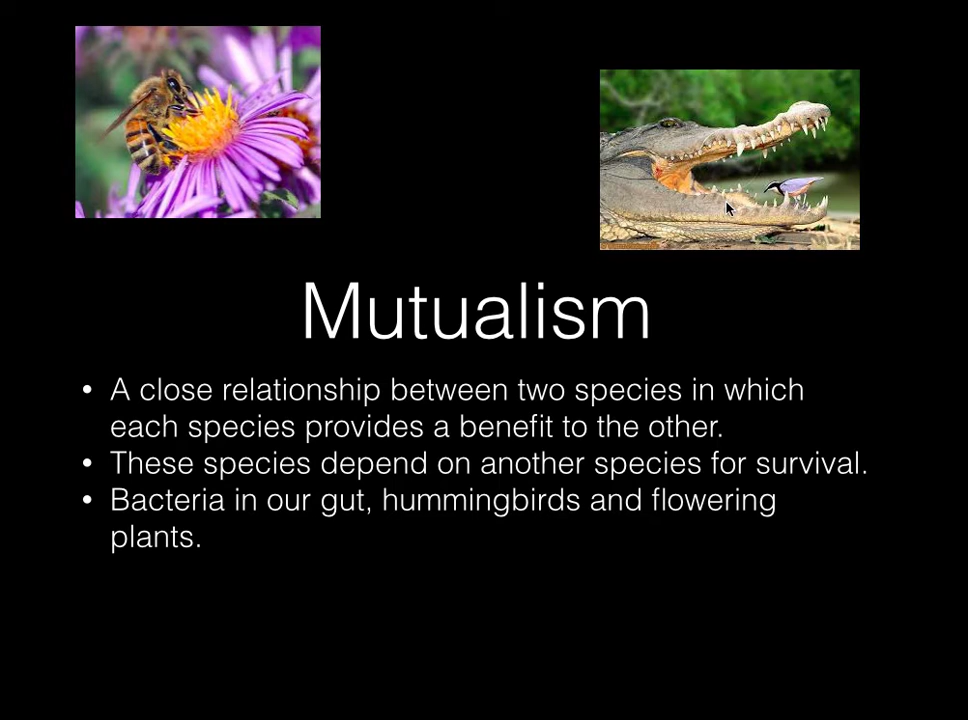 Mutualism
• A close relationship between two species in which
each species provides a benefit to the other.
• These species depend on another species for survival.
• Bacteria in our gut, hummingbirds and flowering
plants.